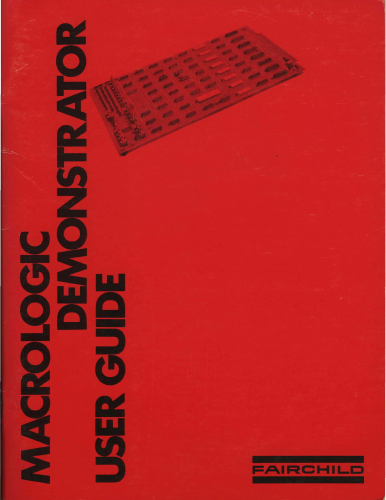 MACROLOGIC
DEMONSTRATOR
USER GUIDE
FAIRCHILD